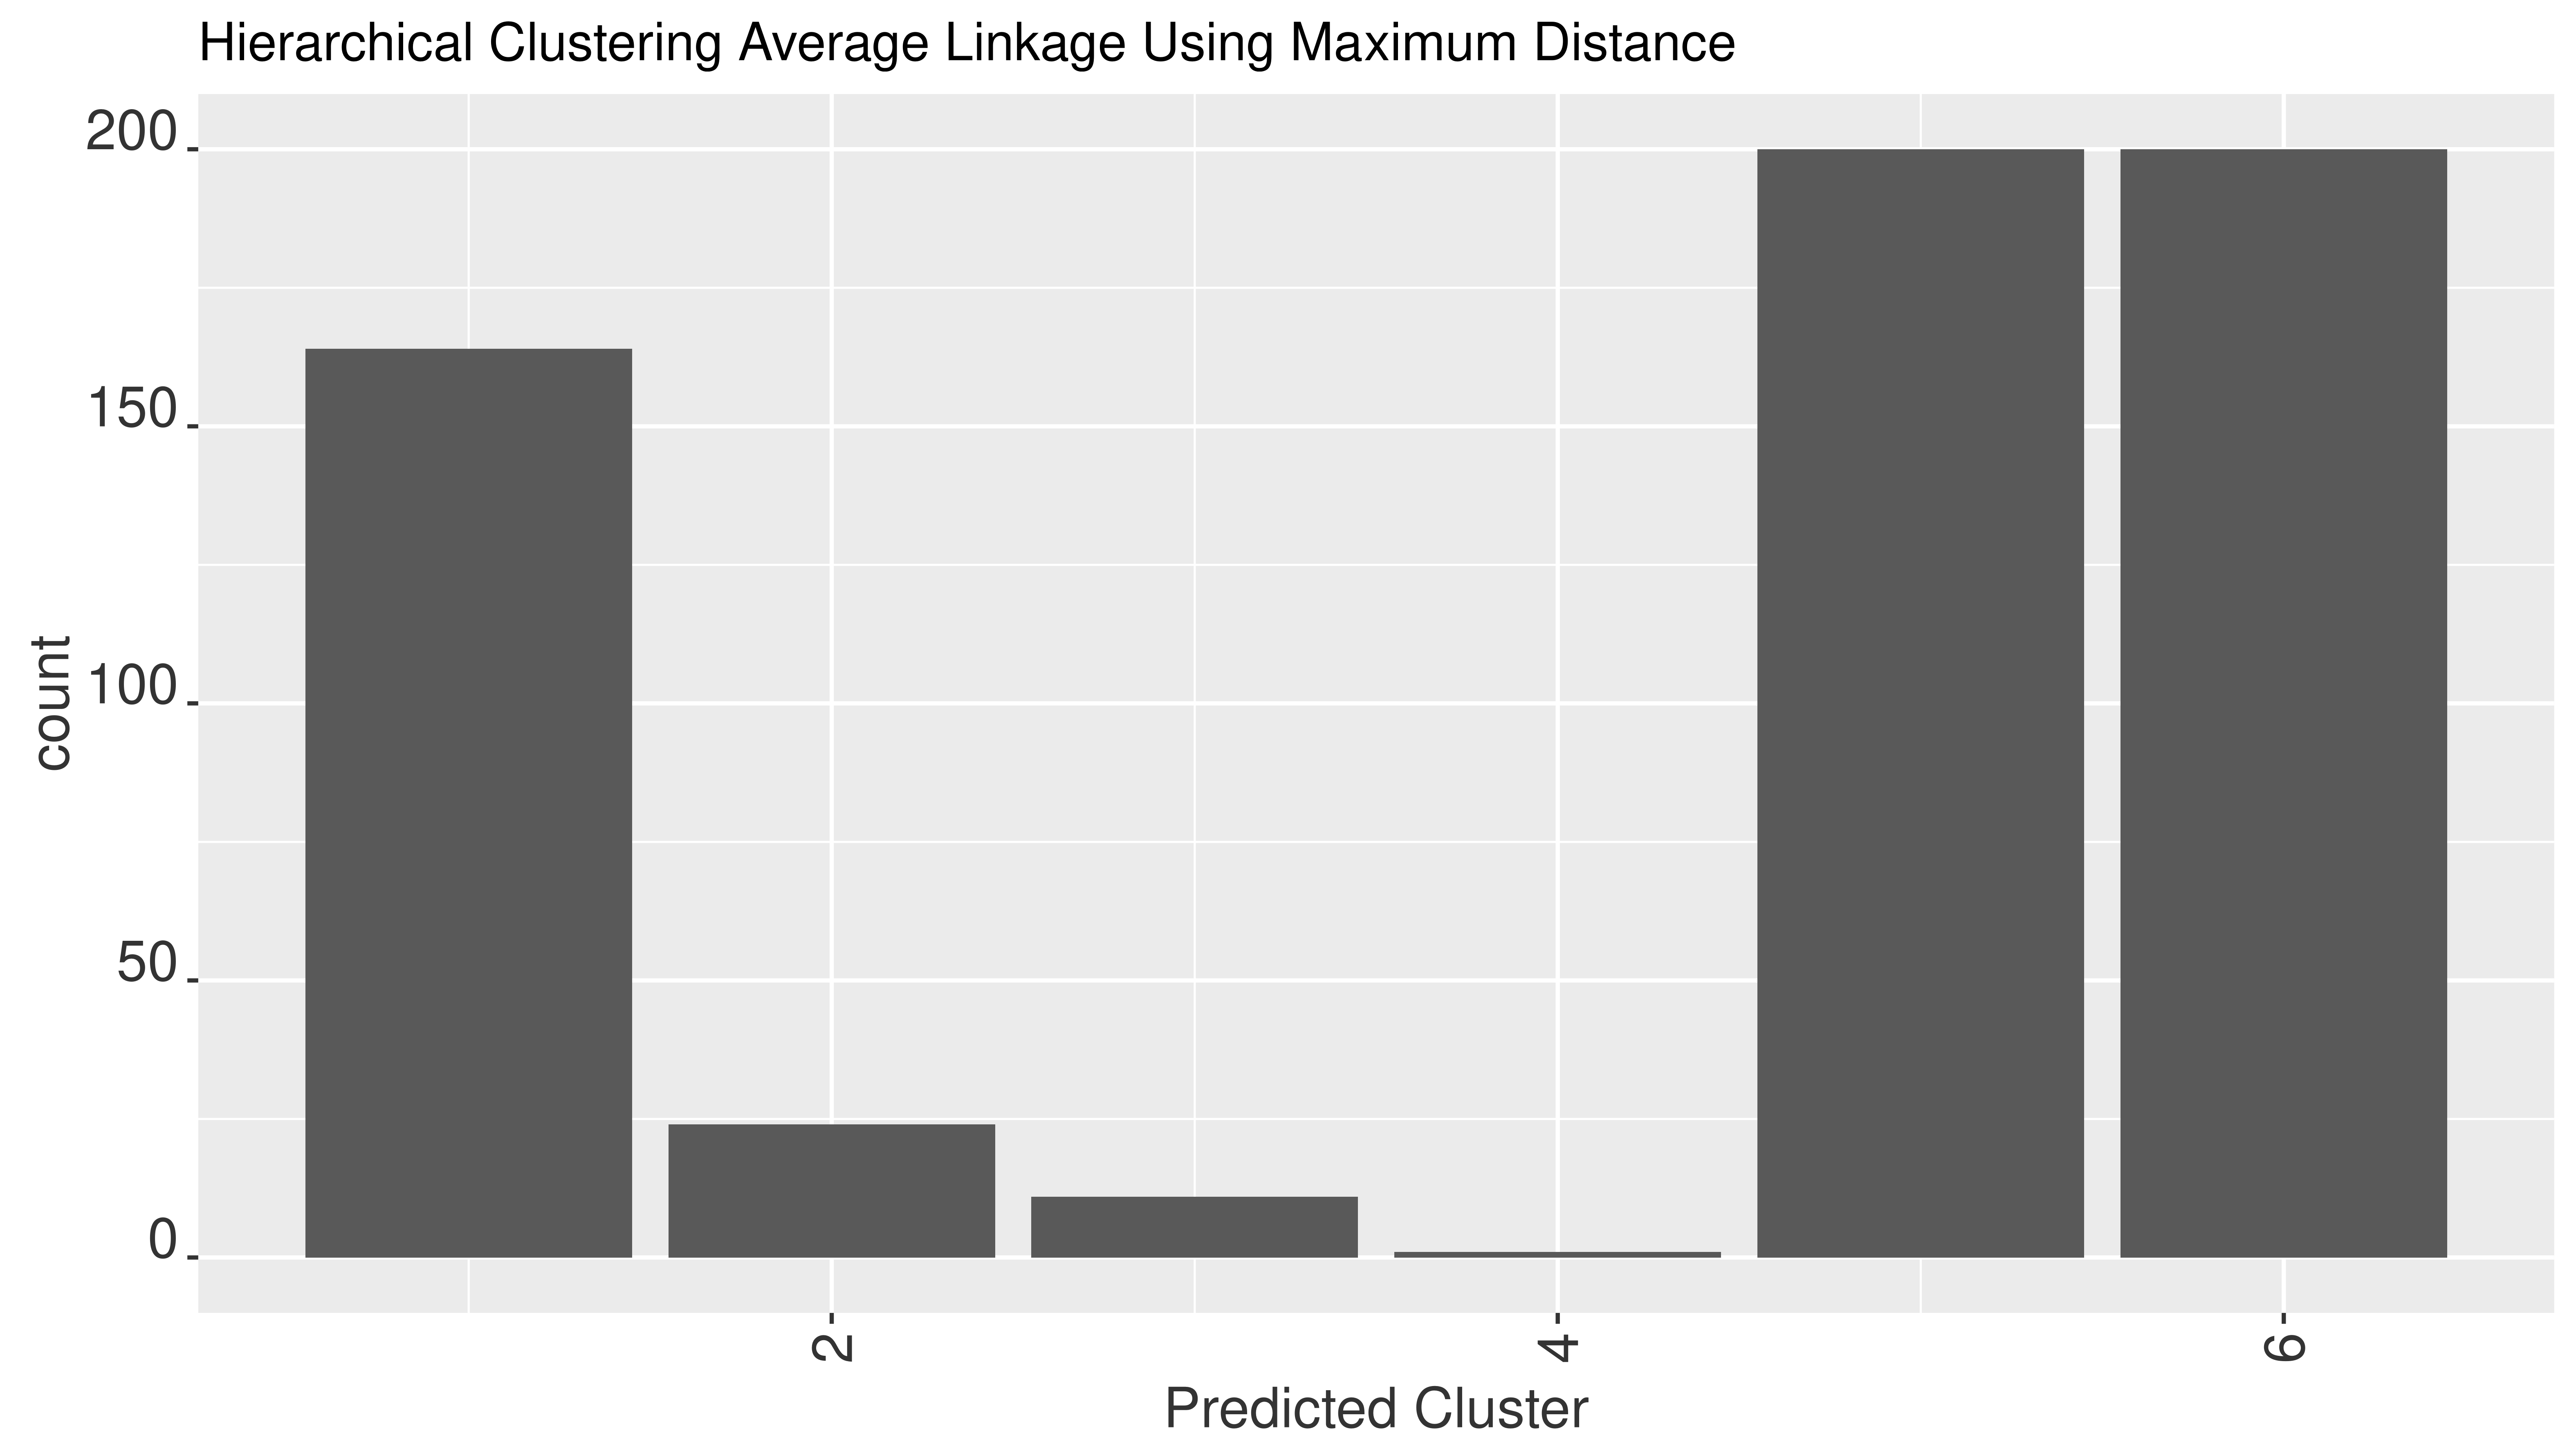 Hierarchical Clustering Average Linkage Using Maximum Distance
200
150
100
50
0
count
2
4
6
Predicted Cluster